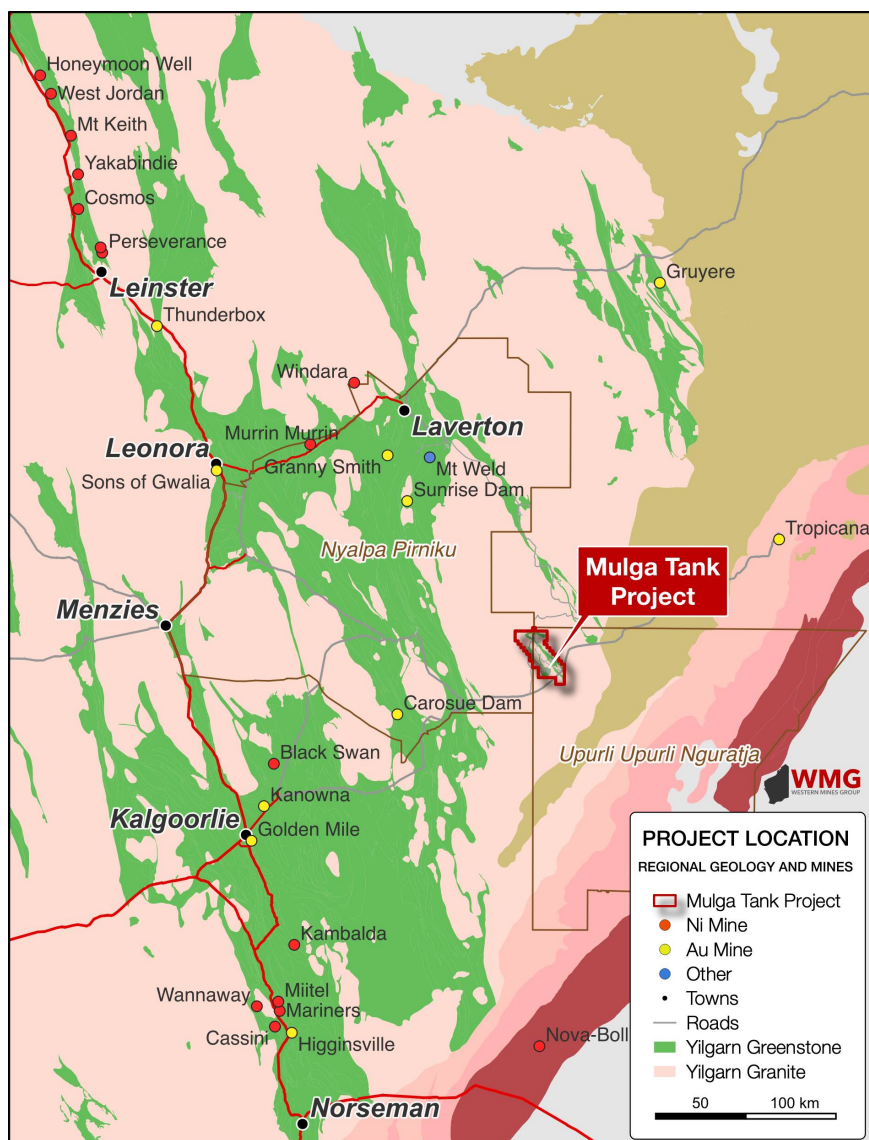 Honeymoon Well
West Jordan
Mt Keith
Yakabindie
Cosmos
Perseverance
Leinster
Thunderbox
Gruyere
Windara
Laverton
Murrin Murrin
Leonora
Granny Smith
Mt Weld
Sons of Gwalia
Sunrise Dam
Tropicana
Nyalpa Pirniku
Mulga Tank
Project
Menzies
Carosue Dam
Black Swan
Upurli Upurli Nguratja
WMG
WESTERN MINES GROUP
Kanowna
Kalgoorlie
Golden Mile
PROJECT LOCATION
REGIONAL GEOLOGY AND MINES
Mulga Tank Project
Ni Mine
Au Mine
Other
Towns
Roads
Yilgarn Greenstone
Yilgarn Granite
50 100 km
Kambalda
Wannaway
Miitel
Mariners
Cassini
Higginsville
Nova-Boll
Norseman